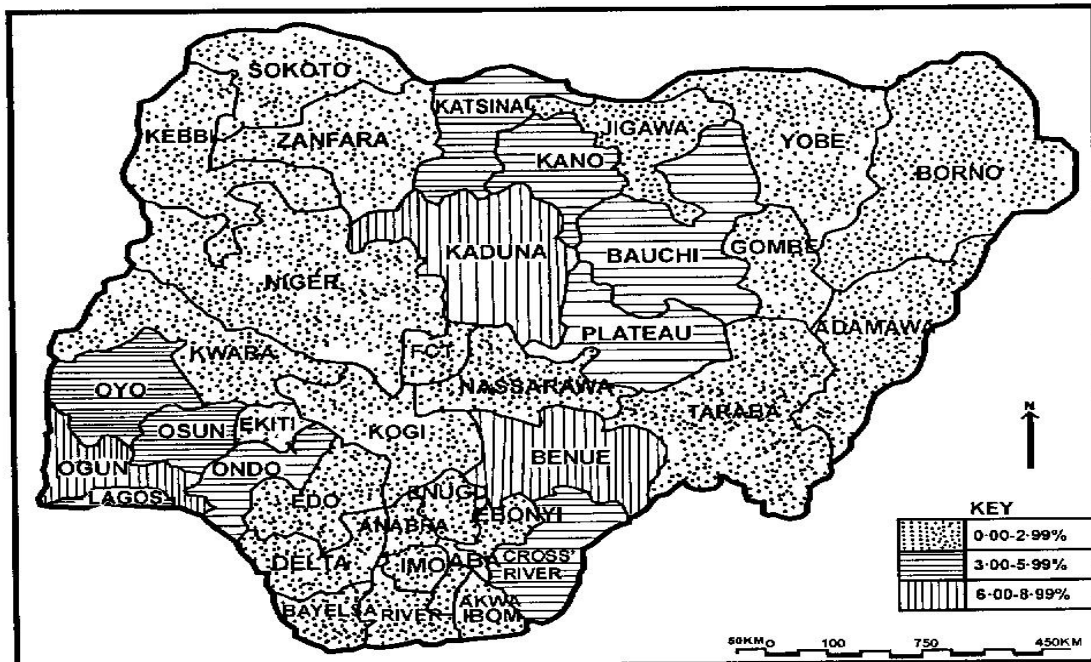 SOKOTO
KATSINA
KEBBI
ZANFARA
JIGAWA
YOBE
KANO
BORNO
KADUNA
BAUCHI
GOMBE
NIGER
PLATEAU
ADAMAWA
KWARA
FCT
NASSARAWA
OYO
TARABA
OSUN
EKITI
KOGI
BENUE
OGUN
ONDO
LAGOS
EDO
ENUGU
ANABRA
EBONYI
DELTA
IMO
ABA
CROSS'
RIVER
BAYELSA
RIVER
AKWA
IBOM
N
KEY
0·00-2·99%
3·00-5·99%
6·00-8·99%
50KM 0 100 750 450KM